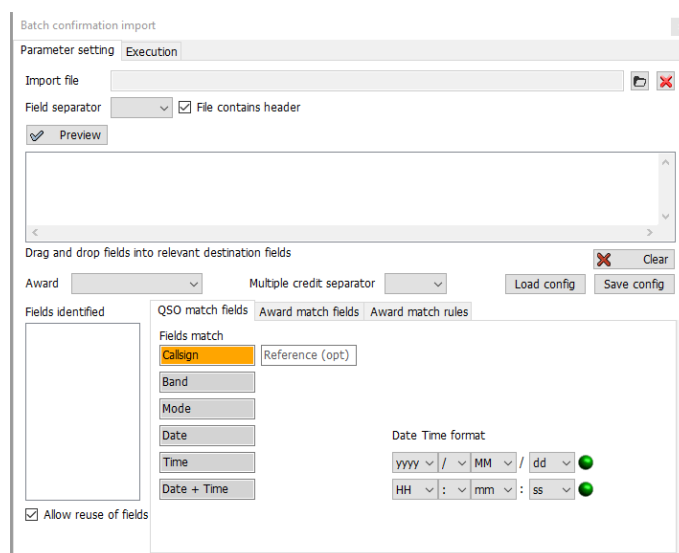 Batch confirmation import
Parameter setting Execution
Import file
Field separator File contains header
Preview
Drag and drop fields into relevant destination fields
Clear
Award Multiple credit separator Load config Save config
Fields identified QSO match fields Award match fields Award match rules
Fields match
Callsign Reference (opt)
Band
Mode
Date Date Time format
Time yyyy / MM / dd
Date + Time HH : mm : ss
Allow reuse of fields